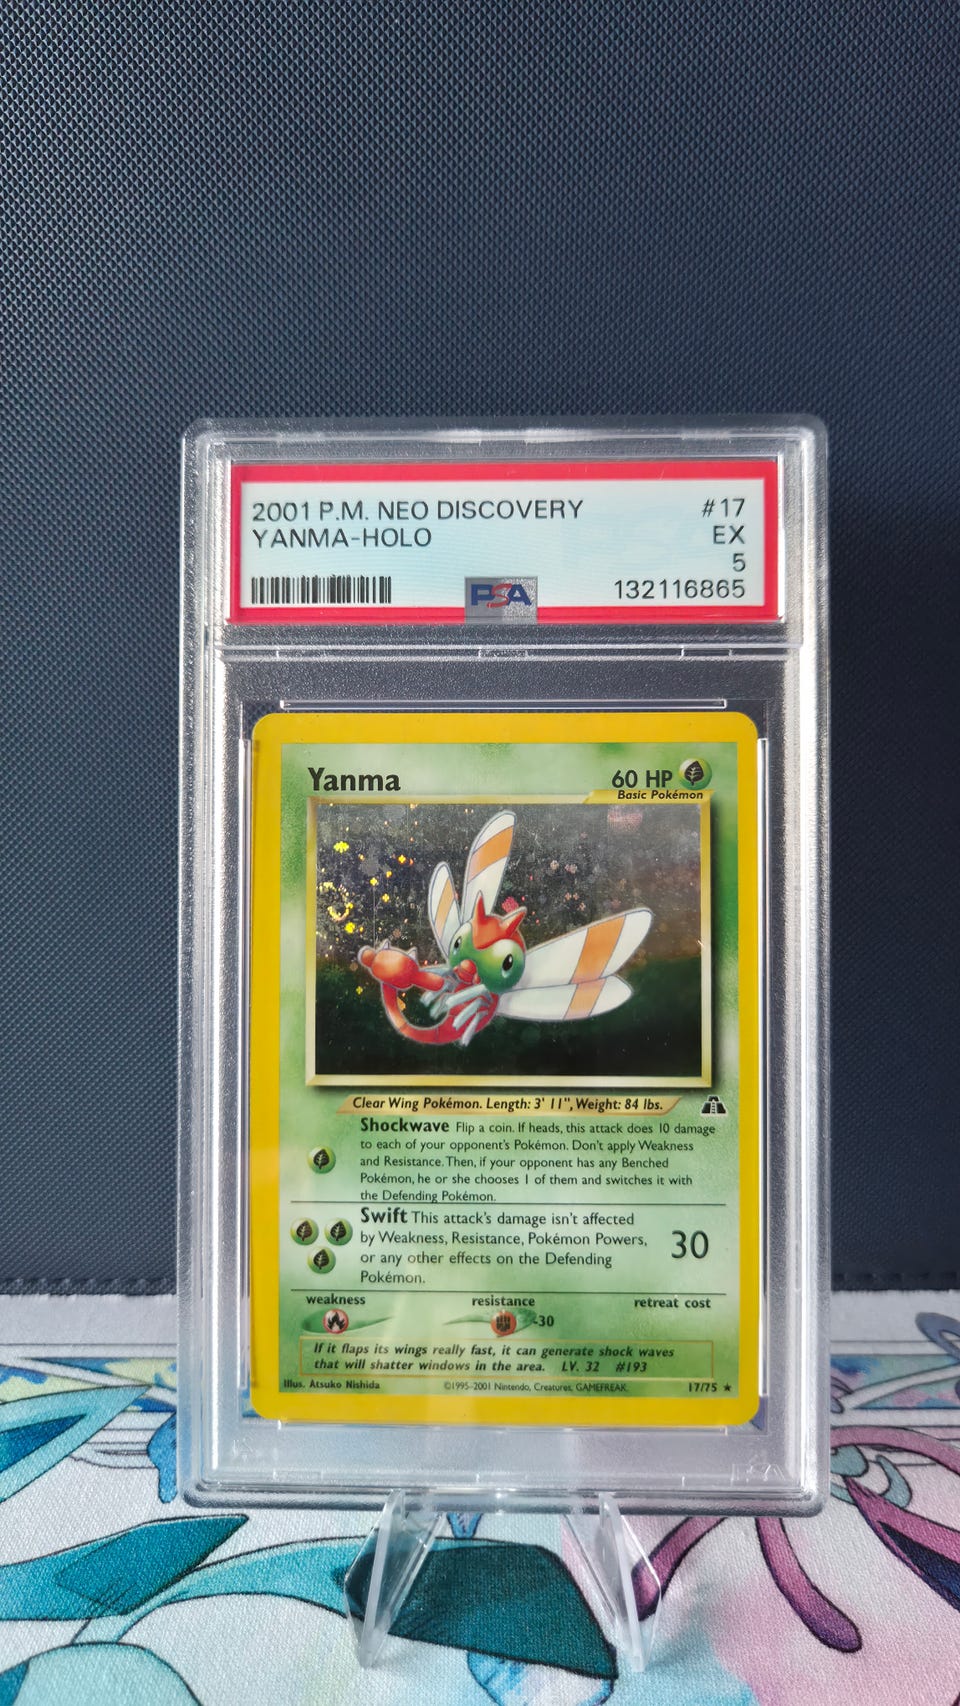 2001 P.M. NEO DISCOVERY #17
YANMA-HOLO EX
5
PSA 132116865
Yanma 60 HP
Basic Pokémon
Clear Wing Pokémon. Length: 3' 11", Weight: 84 lbs.
Shockwave Flip a coin. If heads, this attack does 10 damage
to each of your opponent's Pokémon. Don't apply Weakness
and Resistance. Then, if your opponent has any Benched
Pokémon, he or she chooses 1 of them and switches it with
the Defending Pokémon.
Swift This attack's damage isn't affected
by Weakness, Resistance, Pokémon Powers, 30
or any other effects on the Defending
Pokémon.
weakness resistance retreat cost
-30
If it flaps its wings really fast, it can generate shock waves
that will shatter windows in the area. LV. 32 #193
Illus. Atsuko Nishida ©1995-2001 Nintendo, Creatures, GAMEFREAK. 17/75 ★